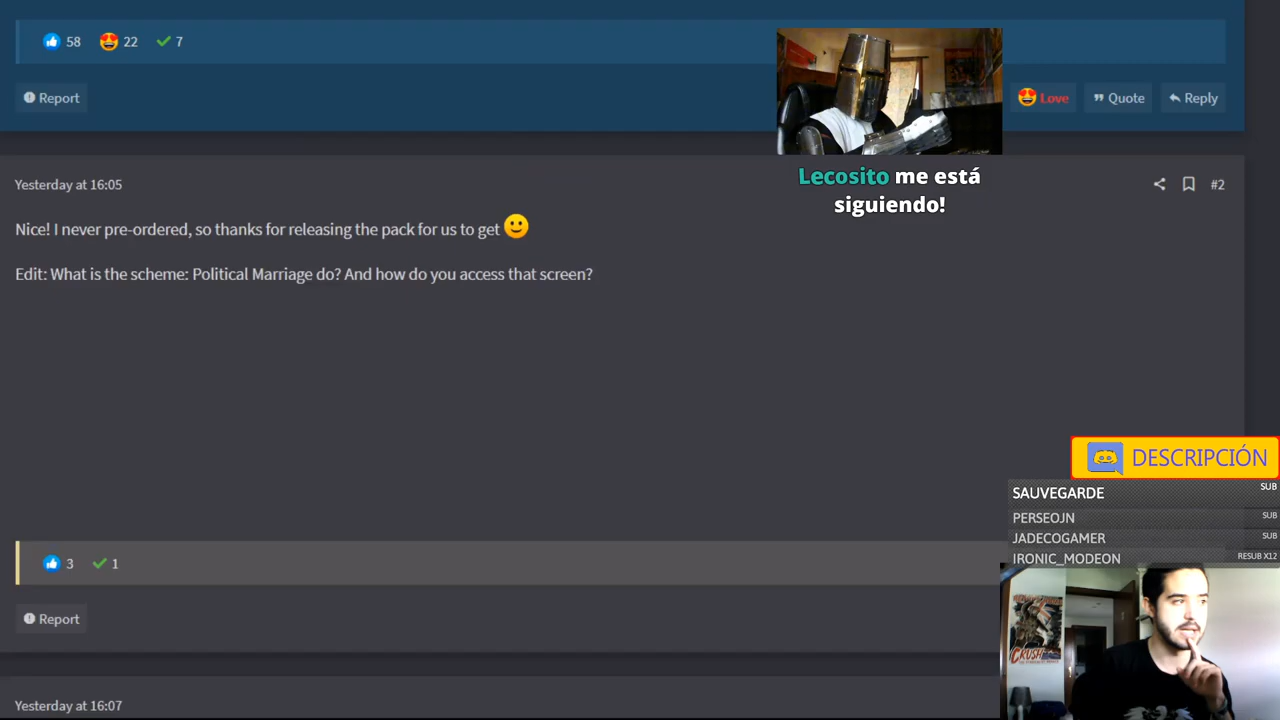 58 22 7
Report
Love Quote Reply
Lecosito me está
siguiendo!
Yesterday at 16:05
#2
Nice! I never pre-ordered, so thanks for releasing the pack for us to get
Edit: What is the scheme: Political Marriage do? And how do you access that screen?
DESCRIPCIÓN
SAUVEGARDE SUB
PERSEOJN SUB
JADECOGAMER SUB
IRONIC_MODEON RESUB X12
3 1
Report
CRUSH
Yesterday at 16:07